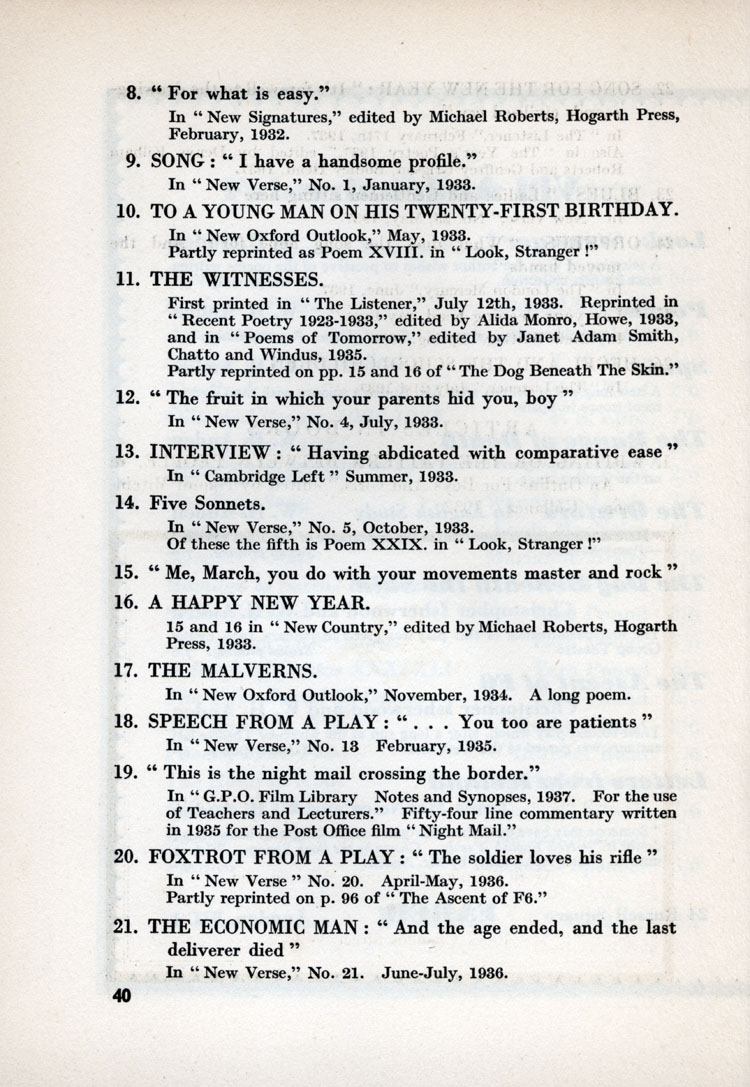 8. “ For what is easy.”
In “ New Signatures,” edited by Michael Roberts, Hogarth Press,
February, 1932.
9. SONG : “ I have a handsome profile.”
In “ New Verse,” No. 1, January, 1933.
10. TO A YOUNG MAN ON HIS TWENTY-FIRST BIRTHDAY.
In “ New Oxford Outlook,” May, 1933.
Partly reprinted as Poem XVIII. in “ Look, Stranger !”
11. THE WITNESSES.
First printed in “ The Listener,” July 12th, 1933. Reprinted in
“ Recent Poetry 1923-1933,” edited by Alida Monro, Howe, 1933,
and in “ Poems of Tomorrow,” edited by Janet Adam Smith,
Chatto and Windus, 1935.
Partly reprinted on pp. 15 and 16 of “ The Dog Beneath The Skin.”
12. “ The fruit in which your parents hid you, boy ”
In “ New Verse,” No. 4, July, 1933.
13. INTERVIEW : “ Having abdicated with comparative ease ”
In “ Cambridge Left ” Summer, 1933.
14. Five Sonnets.
In “ New Verse,” No. 5, October, 1933.
Of these the fifth is Poem XXIX. in “ Look, Stranger !”
15. “ Me, March, you do with your movements master and rock ”
16. A HAPPY NEW YEAR.
15 and 16 in “ New Country,” edited by Michael Roberts, Hogarth
Press, 1933.
17. THE MALVERNS.
In “ New Oxford Outlook,” November, 1934. A long poem.
18. SPEECH FROM A PLAY : “ . . . You too are patients ”
In “ New Verse,” No. 13 February, 1935.
19. “ This is the night mail crossing the border.”
In “ G.P.O. Film Library Notes and Synopses, 1937. For the use
of Teachers and Lecturers.” Fifty-four line commentary written
in 1935 for the Post Office film “ Night Mail.”
20. FOXTROT FROM A PLAY : “ The soldier loves his rifle ”
In “ New Verse ” No. 20. April-May, 1936.
Partly reprinted on p. 96 of “ The Ascent of F6.”
21. THE ECONOMIC MAN : “ And the age ended, and the last
deliverer died ”
In “ New Verse,” No. 21. June-July, 1936.
40